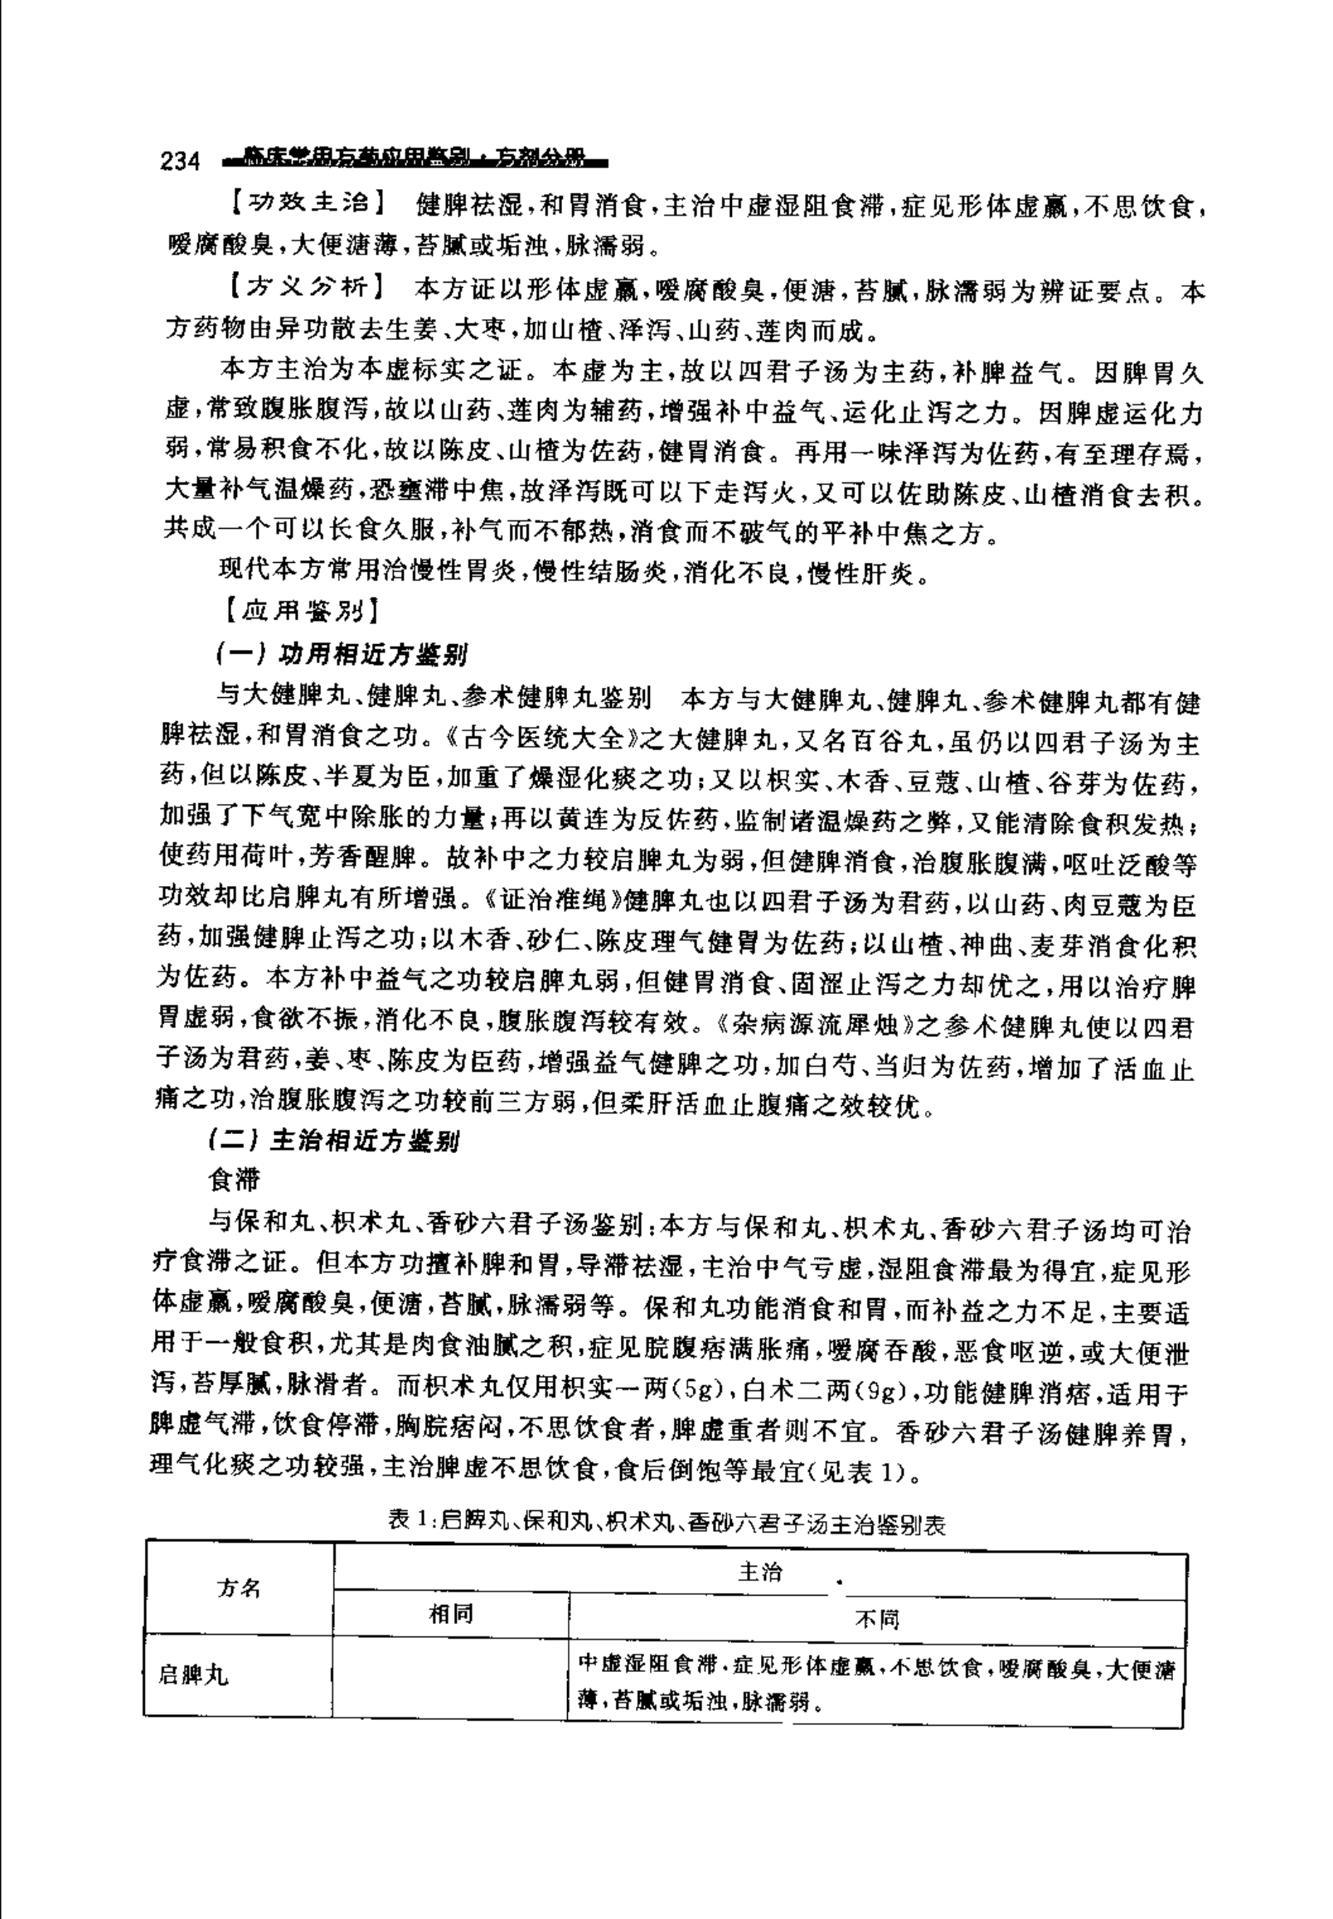 234 临床常用方药应用鉴别·方剂分册
【功效主治】 健脾祛湿,和胃消食,主治中虚湿阻食滞,症见形体虚羸,不思饮食,
嗳腐酸臭,大便溏薄,苔腻或垢浊,脉濡弱。
【方义分析】 本方证以形体虚羸,嗳腐酸臭,便溏,苔腻,脉濡弱为辨证要点。本
方药物由异功散去生姜、大枣,加山楂、泽泻、山药、莲肉而成。
本方主治为本虚标实之证。本虚为主,故以四君子汤为主药,补脾益气。因脾胃久
虚,常致腹胀腹泻,故以山药、莲肉为辅药,增强补中益气、运化止泻之力。因脾虚运化力
弱,常易积食不化,故以陈皮、山楂为佐药,健胃消食。再用一味泽泻为佐药,有至理存焉,
大量补气温燥药,恐壅滞中焦,故泽泻既可以下走泻火,又可以佐助陈皮、山楂消食去积。
共成一个可以长食久服,补气而不郁热,消食而不破气的平补中焦之方。
现代本方常用治慢性胃炎,慢性结肠炎,消化不良,慢性肝炎。
【应用鉴别】
(一)功用相近方鉴别
与大健脾丸、健脾丸、参术健脾丸鉴别 本方与大健脾丸、健脾丸、参术健脾丸都有健
脾祛湿,和胃消食之功。《古今医统大全》之大健脾丸,又名百谷丸,虽仍以四君子汤为主
药,但以陈皮、半夏为臣,加重了燥湿化痰之功;又以枳实、木香、豆蔻、山楂、谷芽为佐药,
加强了下气宽中除胀的力量;再以黄连为反佐药,监制诸温燥药之弊,又能清除食积发热;
使药用荷叶,芳香醒脾。故补中之力较启脾丸为弱,但健脾消食,治腹胀腹满,呕吐泛酸等
功效却比启脾丸有所增强。《证治准绳》健脾丸也以四君子汤为君药,以山药、肉豆蔻为臣
药,加强健脾止泻之功;以木香、砂仁、陈皮理气健胃为佐药;以山楂、神曲、麦芽消食化积
为佐药。本方补中益气之功较启脾丸弱,但健胃消食、固涩止泻之力却优之,用以治疗脾
胃虚弱,食欲不振,消化不良,腹胀腹泻较有效。《杂病源流犀烛》之参术健脾丸使以四君
子汤为君药,姜、枣、陈皮为臣药,增强益气健脾之功,加白芍、当归为佐药,增加了活血止
痛之功,治腹胀腹泻之功较前三方弱,但柔肝活血止腹痛之效较优。
(二)主治相近方鉴别
食滞
与保和丸、枳术丸、香砂六君子汤鉴别:本方与保和丸、枳术丸、香砂六君子汤均可治
疗食滞之证。但本方功擅补脾和胃,导滞祛湿,主治中气亏虚,湿阻食滞最为得宜,症见形
体虚羸,嗳腐酸臭,便溏,苔腻,脉濡弱等。保和丸功能消食和胃,而补益之力不足,主要适
用于一般食积,尤其是肉食油腻之积,症见脘腹痞满胀痛,嗳腐吞酸,恶食呕逆,或大便泄
泻,苔厚腻,脉滑者。而枳术丸仅用枳实一两(5g),白术二两(9g),功能健脾消痞,适用于
脾虚气滞,饮食停滞,胸脘痞闷,不思饮食者,脾虚重者则不宜。香砂六君子汤健脾养胃,
理气化痰之功较强,主治脾虚不思饮食,食后倒饱等最宜(见表1)。
表1:启脾丸、保和丸、枳术丸、香砂六君子汤主治鉴别表
方名 主治
相同 不同
启脾丸 中虚湿阻食滞,症见形体虚羸,不思饮食,嗳腐酸臭,大便溏
薄,苔腻或垢浊,脉濡弱。